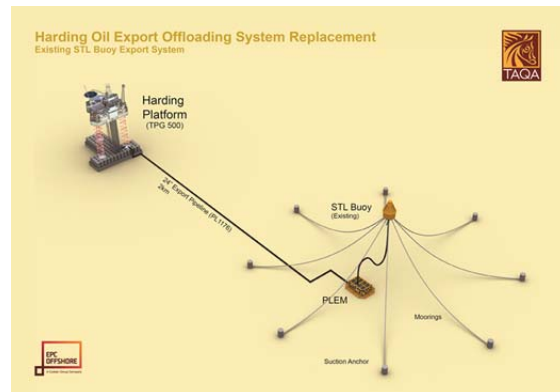 Harding Oil Export Offloading System Replacement
Existing STL Buoy Export System
TAQA
Harding
Platform
(TPG 500)
24" Export Pipeline (PL1176)
2km
STL Buoy
(Existing)
PLEM
Moorings
Suction Anchor
EPC
OFFSHORE